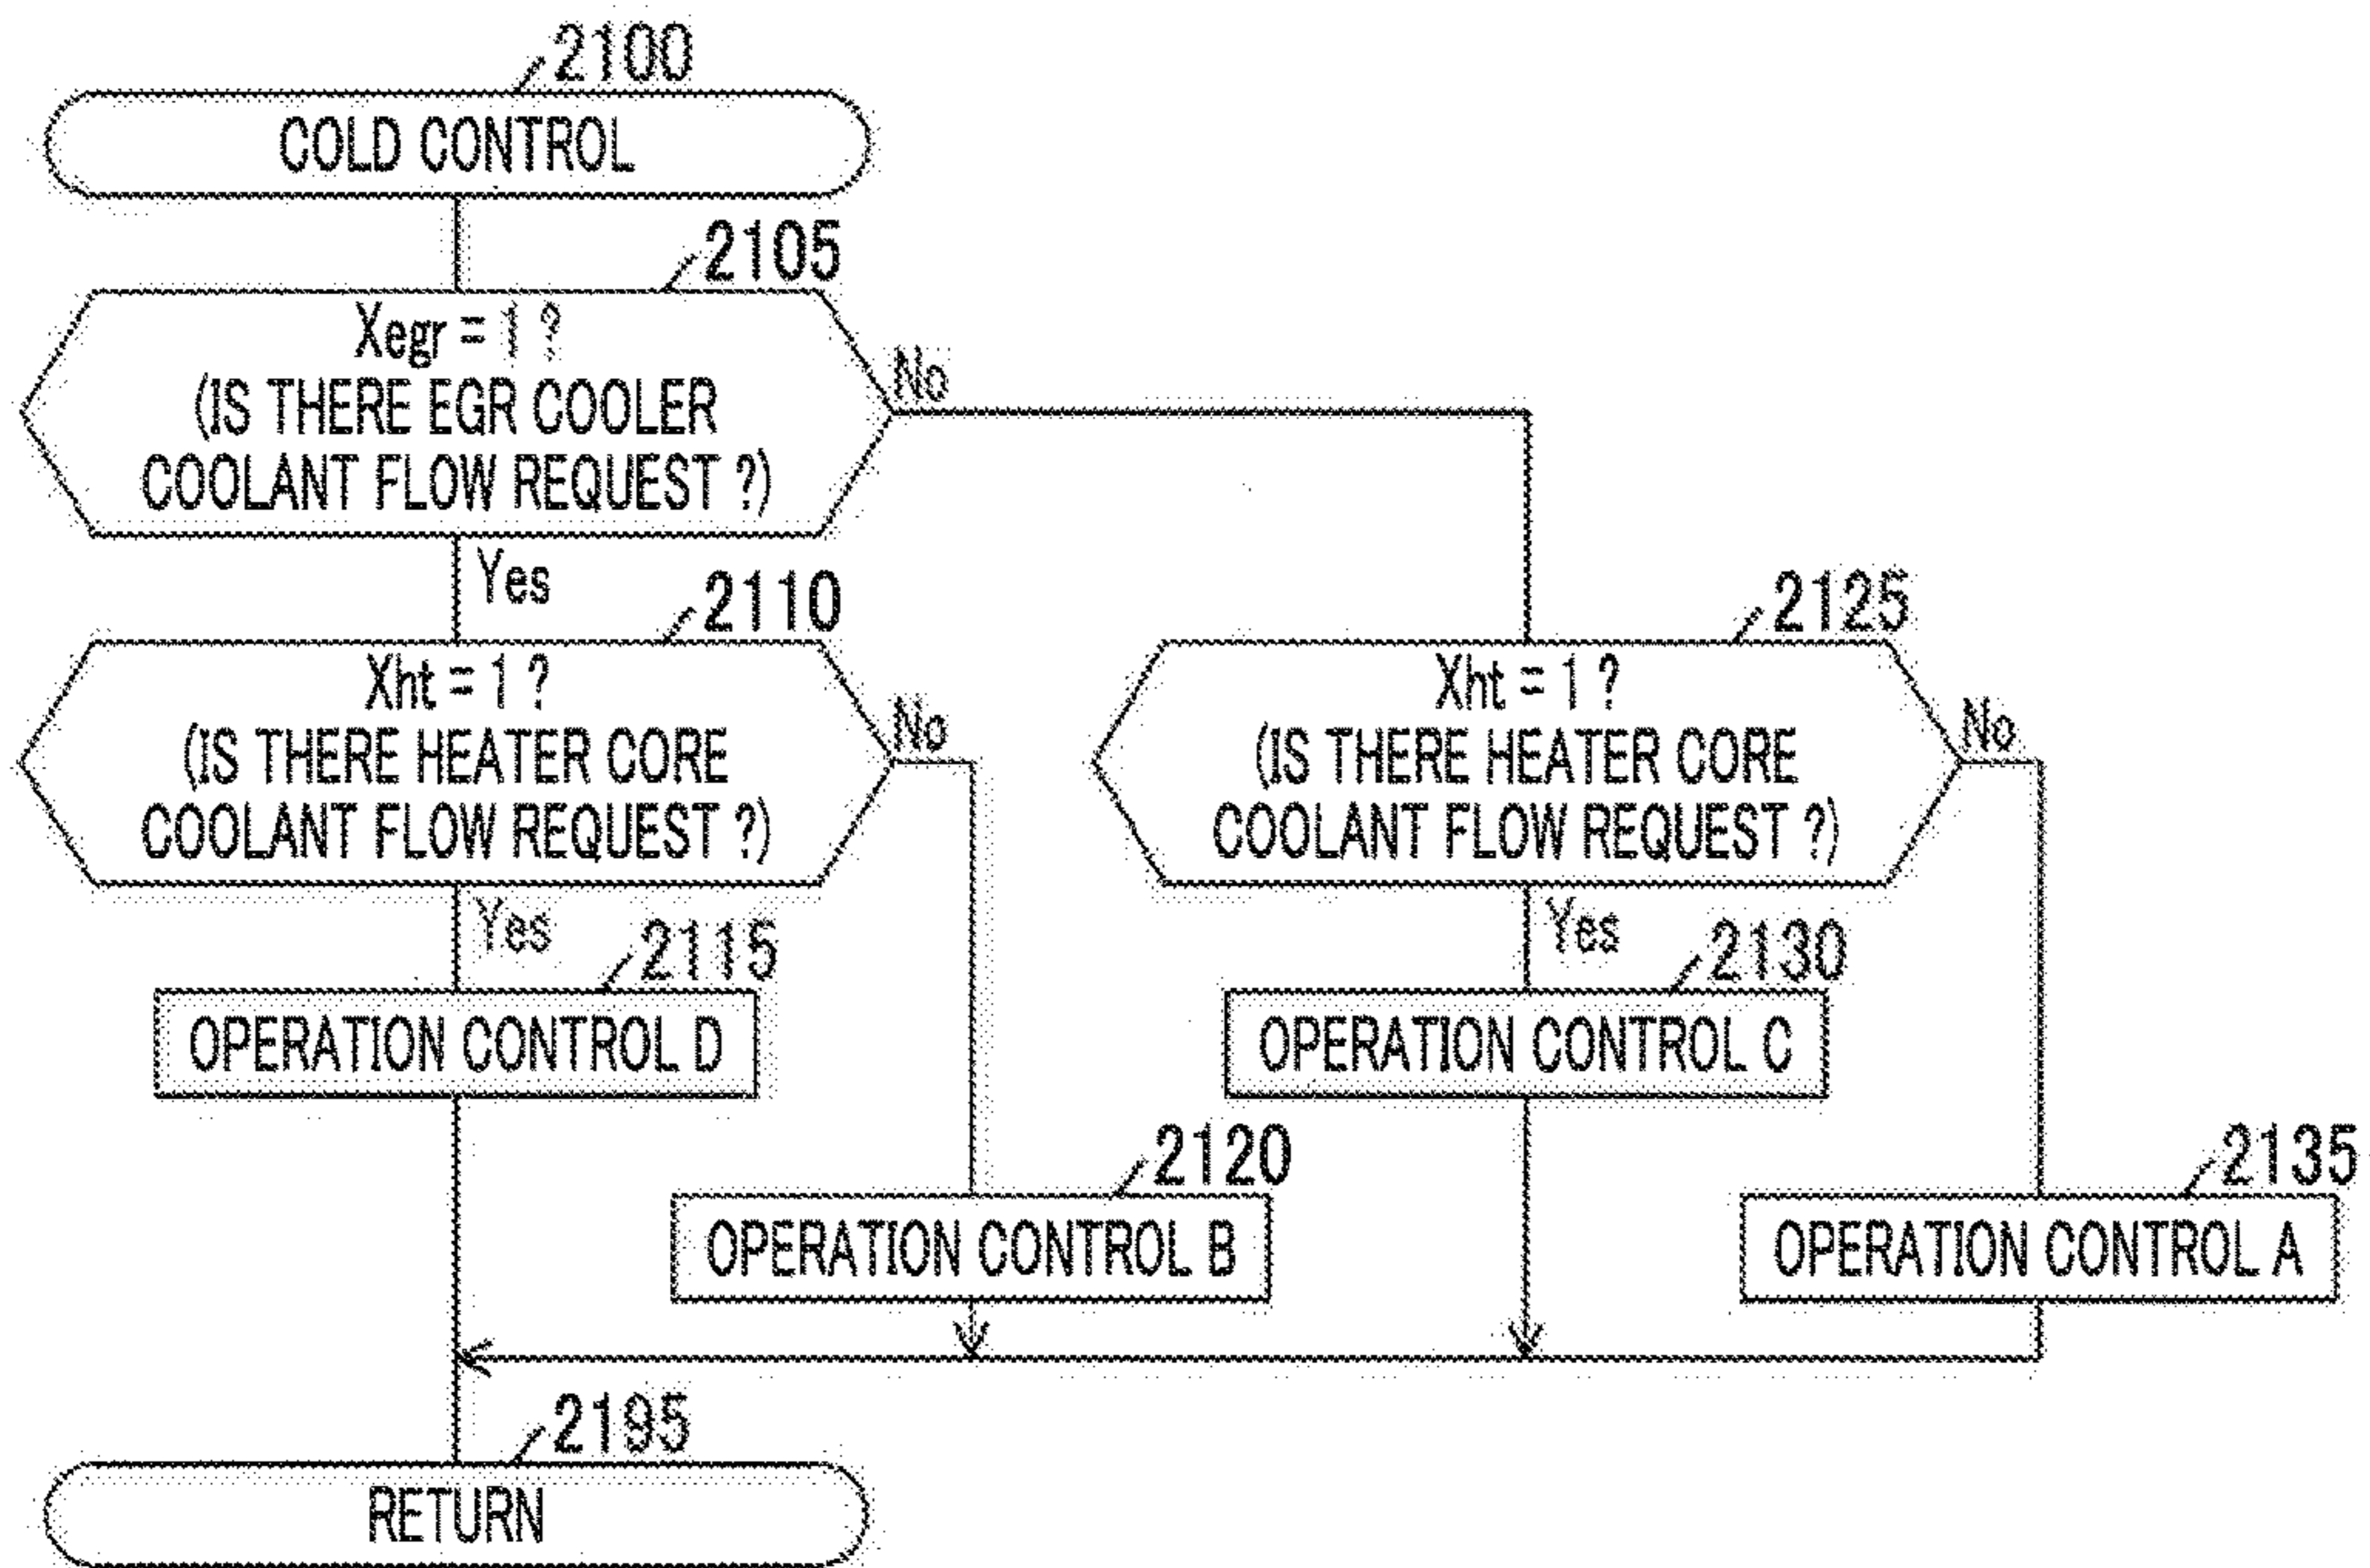 2100
COLD CONTROL
2105
Xegr = 1 ?
(IS THERE EGR COOLER
COOLANT FLOW REQUEST ?)
No
Yes
2110
Xht = 1 ?
(IS THERE HEATER CORE
COOLANT FLOW REQUEST ?)
No
Yes
2115
OPERATION CONTROL D
2120
OPERATION CONTROL B
2125
Xht = 1 ?
(IS THERE HEATER CORE
COOLANT FLOW REQUEST ?)
No
Yes
2130
OPERATION CONTROL C
2135
OPERATION CONTROL A
2195
RETURN